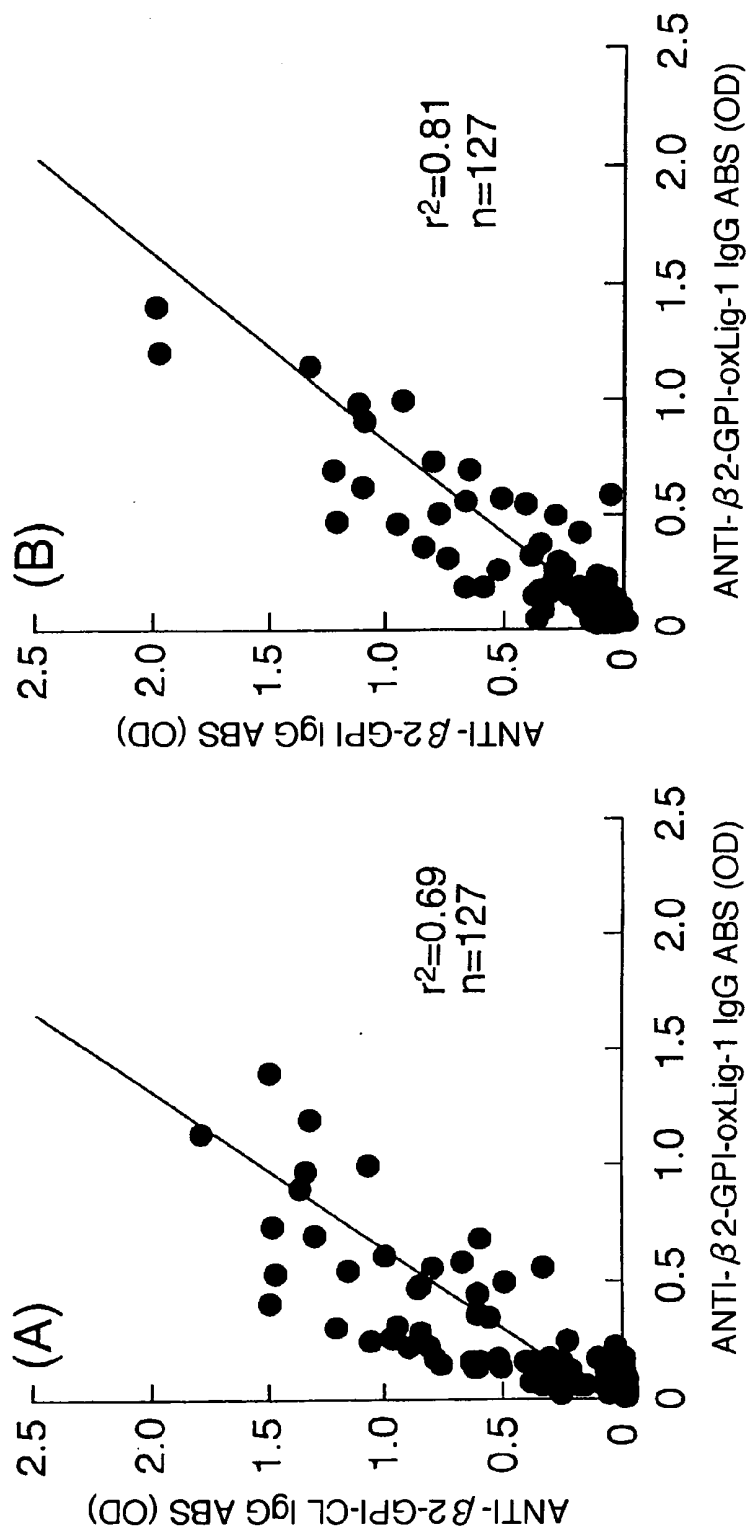 (A)
ANTI-β2-GPI-CL IgG ABS (OD)
2.5
2.0
1.5
1.0
0.5
0
r²=0.69
n=127
0 0.5 1.0 1.5 2.0 2.5
ANTI-β2-GPI-oxLig-1 IgG ABS (OD)
(B)
ANTI-β2-GPI IgG ABS (OD)
2.5
2.0
1.5
1.0
0.5
0
r²=0.81
n=127
0 0.5 1.0 1.5 2.0 2.5
ANTI-β2-GPI-oxLig-1 IgG ABS (OD)